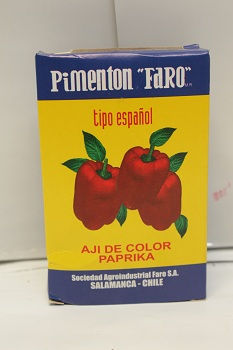 PiMENTON "FaRO" M.R.
tipo español
AJI DE COLOR
PAPRIKA
Sociedad Agroindustrial Faro S.A.
SALAMANCA - CHILE